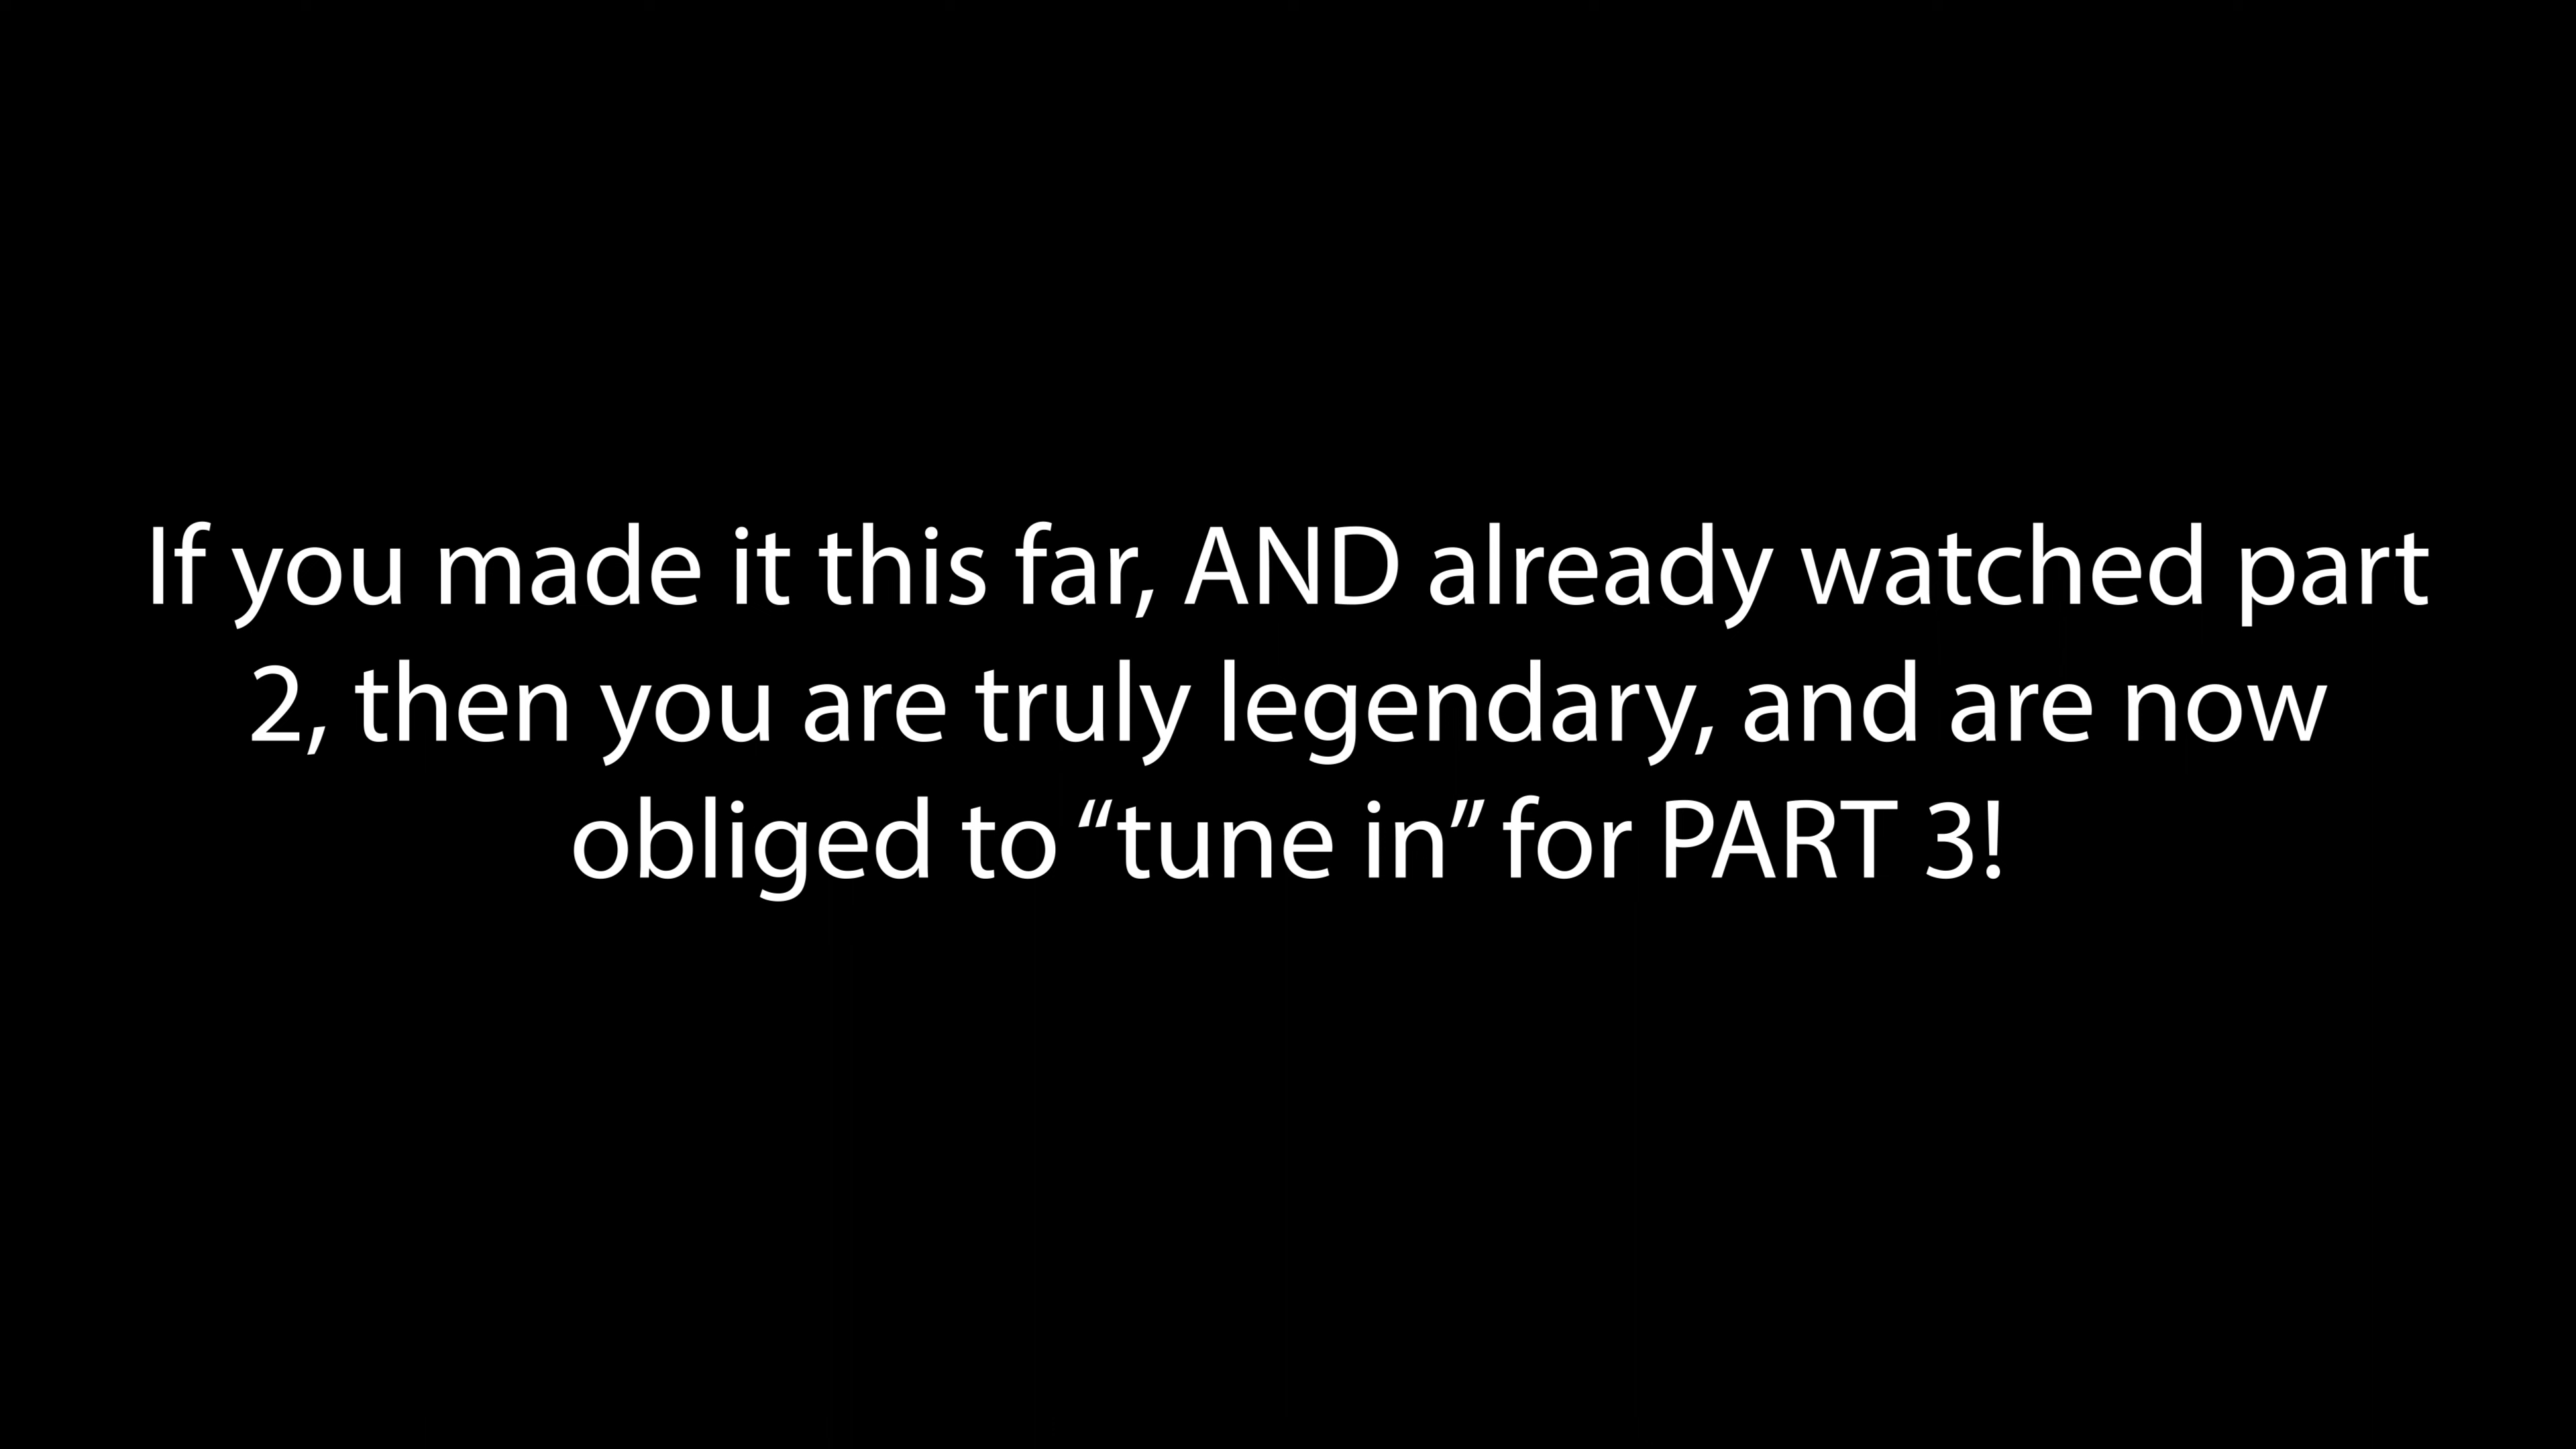 If you made it this far, AND already watched part
2, then you are truly legendary, and are now
obliged to “tune in” for PART 3!